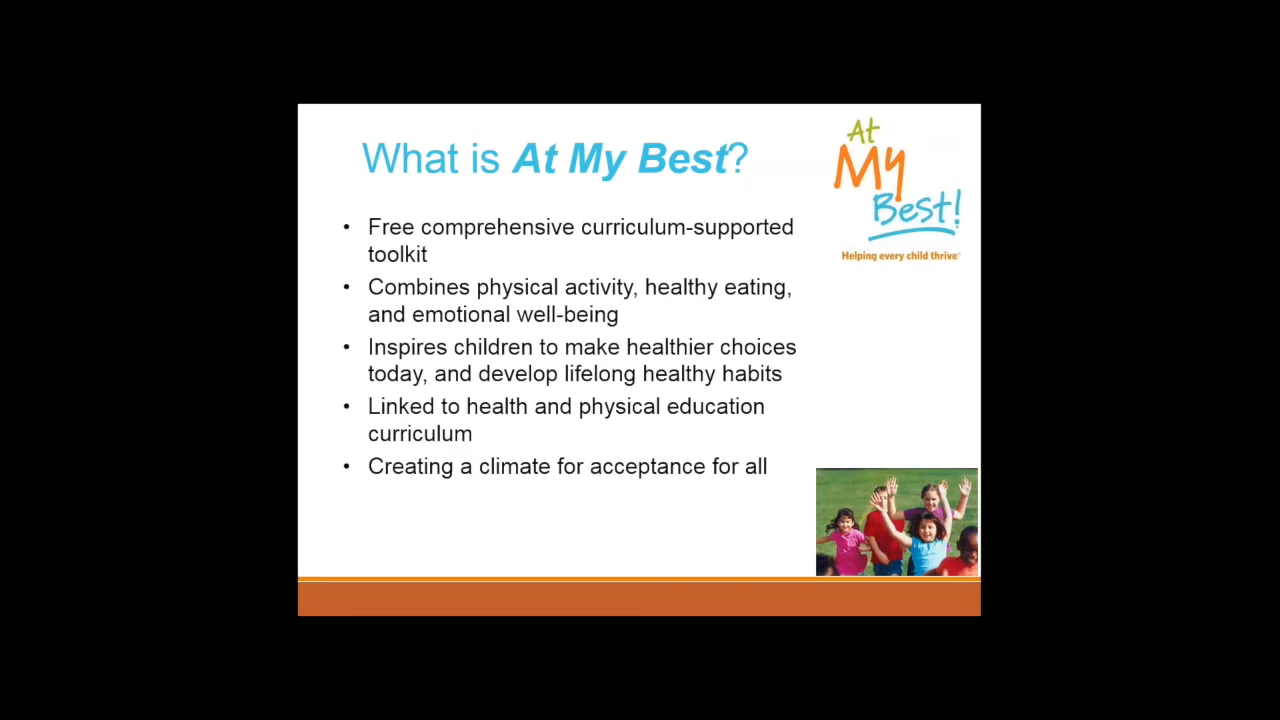 What is At My Best?
At
My
Best!
Helping every child thrive™
• Free comprehensive curriculum-supported
toolkit
• Combines physical activity, healthy eating,
and emotional well-being
• Inspires children to make healthier choices
today, and develop lifelong healthy habits
• Linked to health and physical education
curriculum
• Creating a climate for acceptance for all